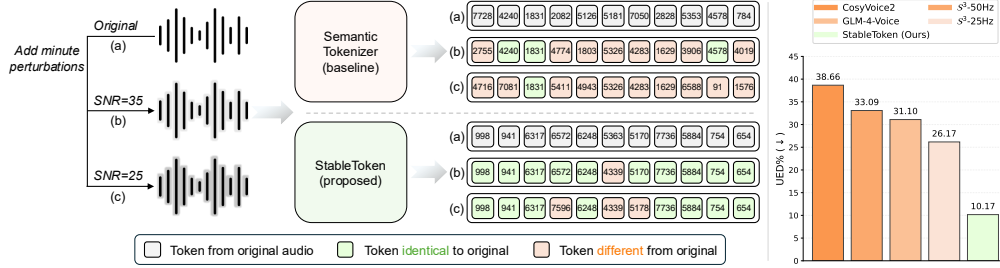 Original
(a)
Add minute
perturbations
SNR=35
(b)
SNR=25
(c)
Semantic
Tokenizer
(baseline)
StableToken
(proposed)
(a) 7728 4240 1831 2082 5126 5181 7050 2828 5353 4578 784
(b) 2755 4240 1831 4774 1803 5326 4283 1629 3906 4578 4019
(c) 4716 7081 1831 5411 4943 5326 4283 1629 6588 91 1576
(a) 998 941 6317 6572 6248 5363 5170 7736 5884 754 654
(b) 998 941 6317 6572 6248 4339 5170 7736 5884 754 654
(c) 998 941 6317 7596 6248 4339 5178 7736 5884 754 654
Token from original audio
Token identical to original
Token different from original
CosyVoice2
GLM-4-Voice
StableToken (Ours)
S³-50Hz
S³-25Hz
UED% (↓)
45
40
35
30
25
20
15
10
5
0
38.66
33.09
31.10
26.17
10.17